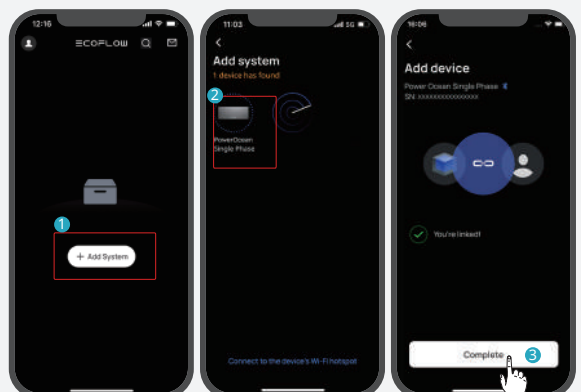 12:16
ECOFLOW
1
+ Add System
11:03
5G
Add system
1 device has found
2
PowerOcean
Single Phase
Connect to the device's Wi-Fi hotspot
16:06
Add device
Power Ocean Single Phase
SN: XXXXXXXXXXXXXXXX
You're linked!
Complete
3